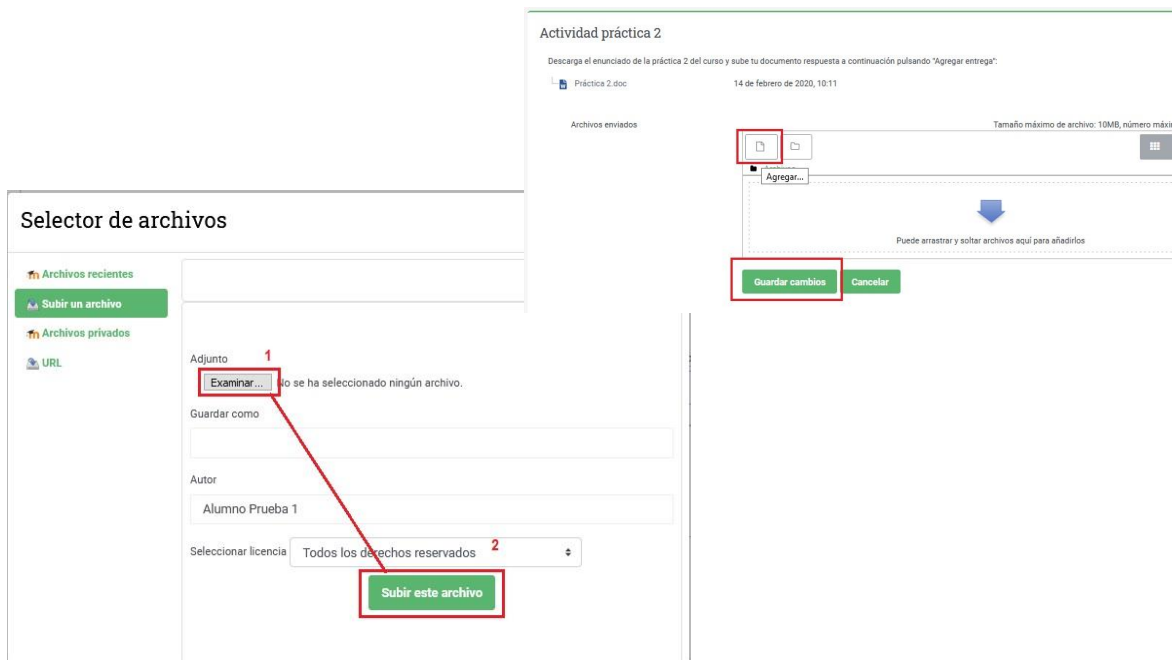 Actividad práctica 2
Descarga el enunciado de la práctica 2 del curso y sube tu documento respuesta a continuación pulsando "Agregar entrega":
Práctica 2.doc
14 de febrero de 2020, 10:11
Archivos enviados
Tamaño máximo de archivo: 10MB, número máxi
Agregar...
Puede arrastrar y soltar archivos aquí para añadirlos
Guardar cambios
Cancelar
Selector de archivos
Archivos recientes
Subir un archivo
Archivos privados
URL
Adjunto
1
Examinar...
No se ha seleccionado ningún archivo.
Guardar como
Autor
Alumno Prueba 1
Seleccionar licencia
Todos los derechos reservados
2
Subir este archivo